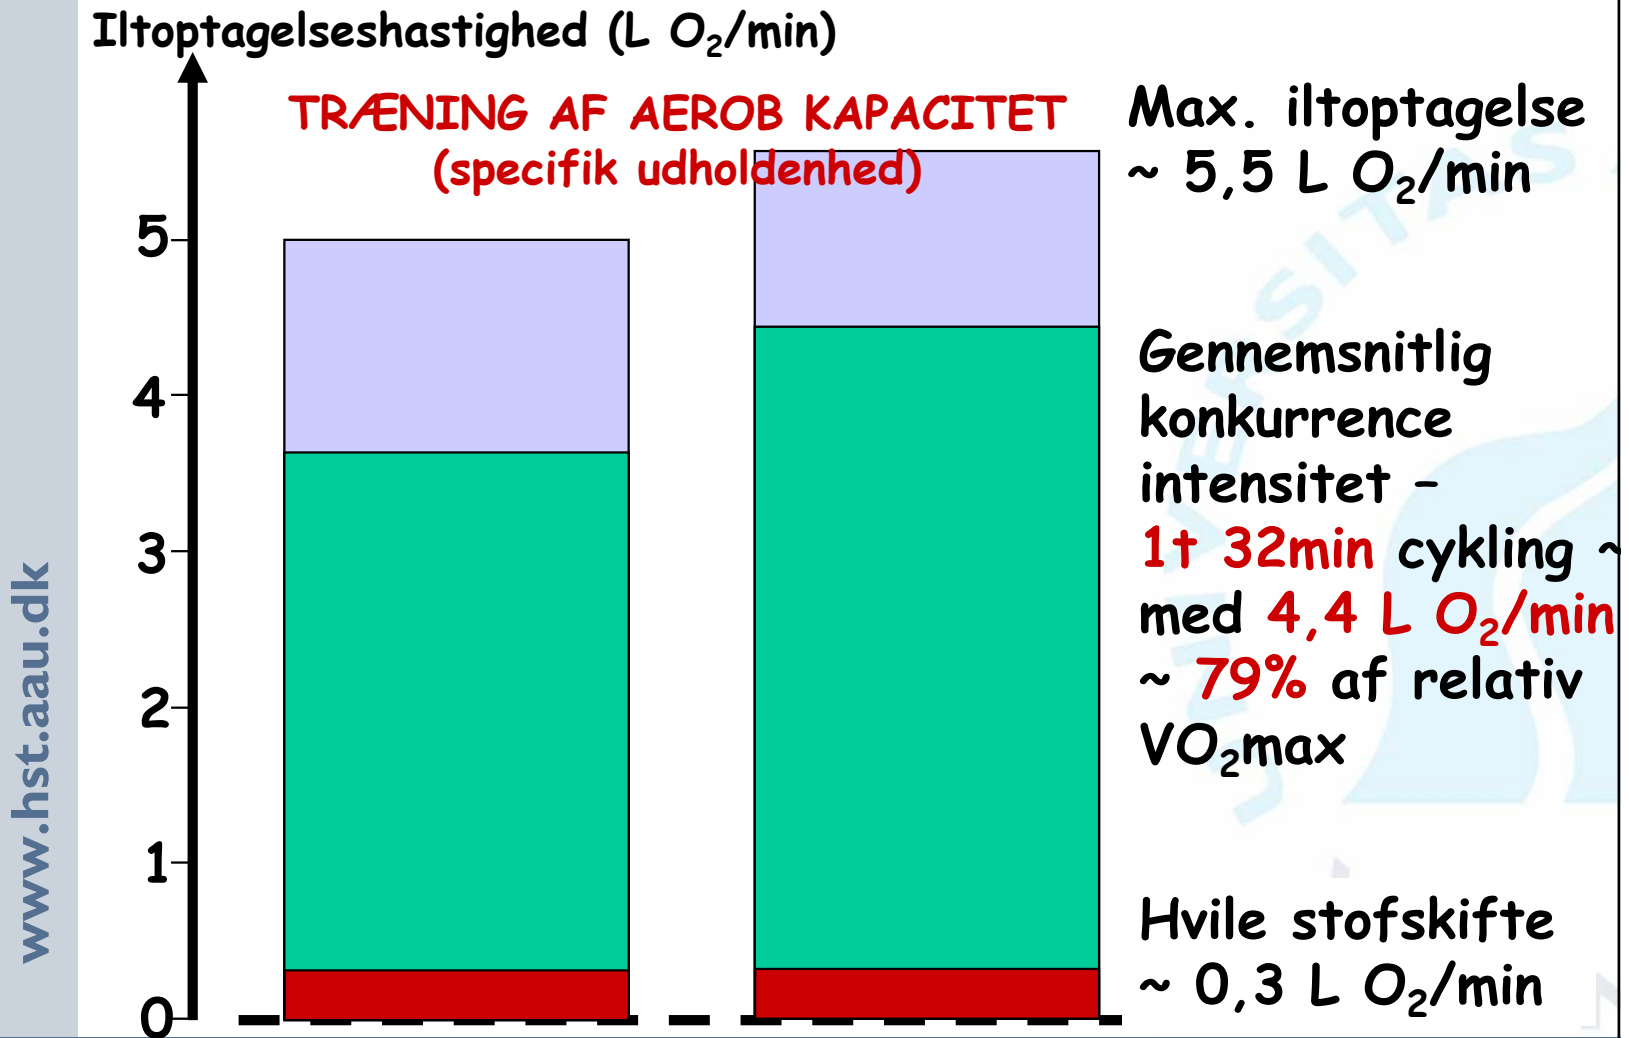 Iltoptagelseshastighed (L O₂/min)
TRÆNING AF AEROB KAPACITET
(specifik udholdenhed)
5
4
3
2
1
0
Max. iltoptagelse
~ 5,5 L O₂/min
Gennemsnitlig
konkurrence
intensitet –
1t 32min cykling ~
med 4,4 L O₂/min
~ 79% af relativ
VO₂max
Hvile stofskifte
~ 0,3 L O₂/min
www.hst.aau.dk